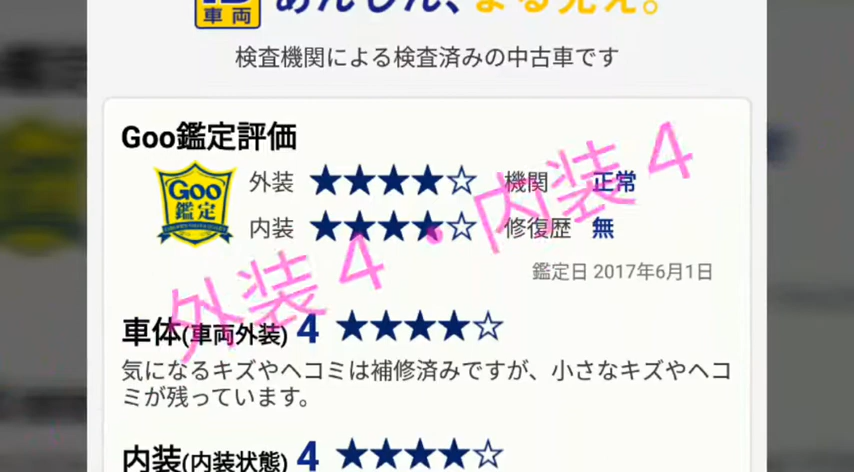 車両
あんしん、まる見え。
検査機関による検査済みの中古車です
Goo鑑定評価
Goo
鑑定
外装 ★★★★☆ 機関 正常
内装 ★★★★☆ 修復歴 無
外装4・内装4
鑑定日 2017年6月1日
車体(車両外装) 4 ★★★★☆
気になるキズやヘコミは補修済みですが、小さなキズやヘコ
ミが残っています。
内装(内装状態) 4 ★★★★☆